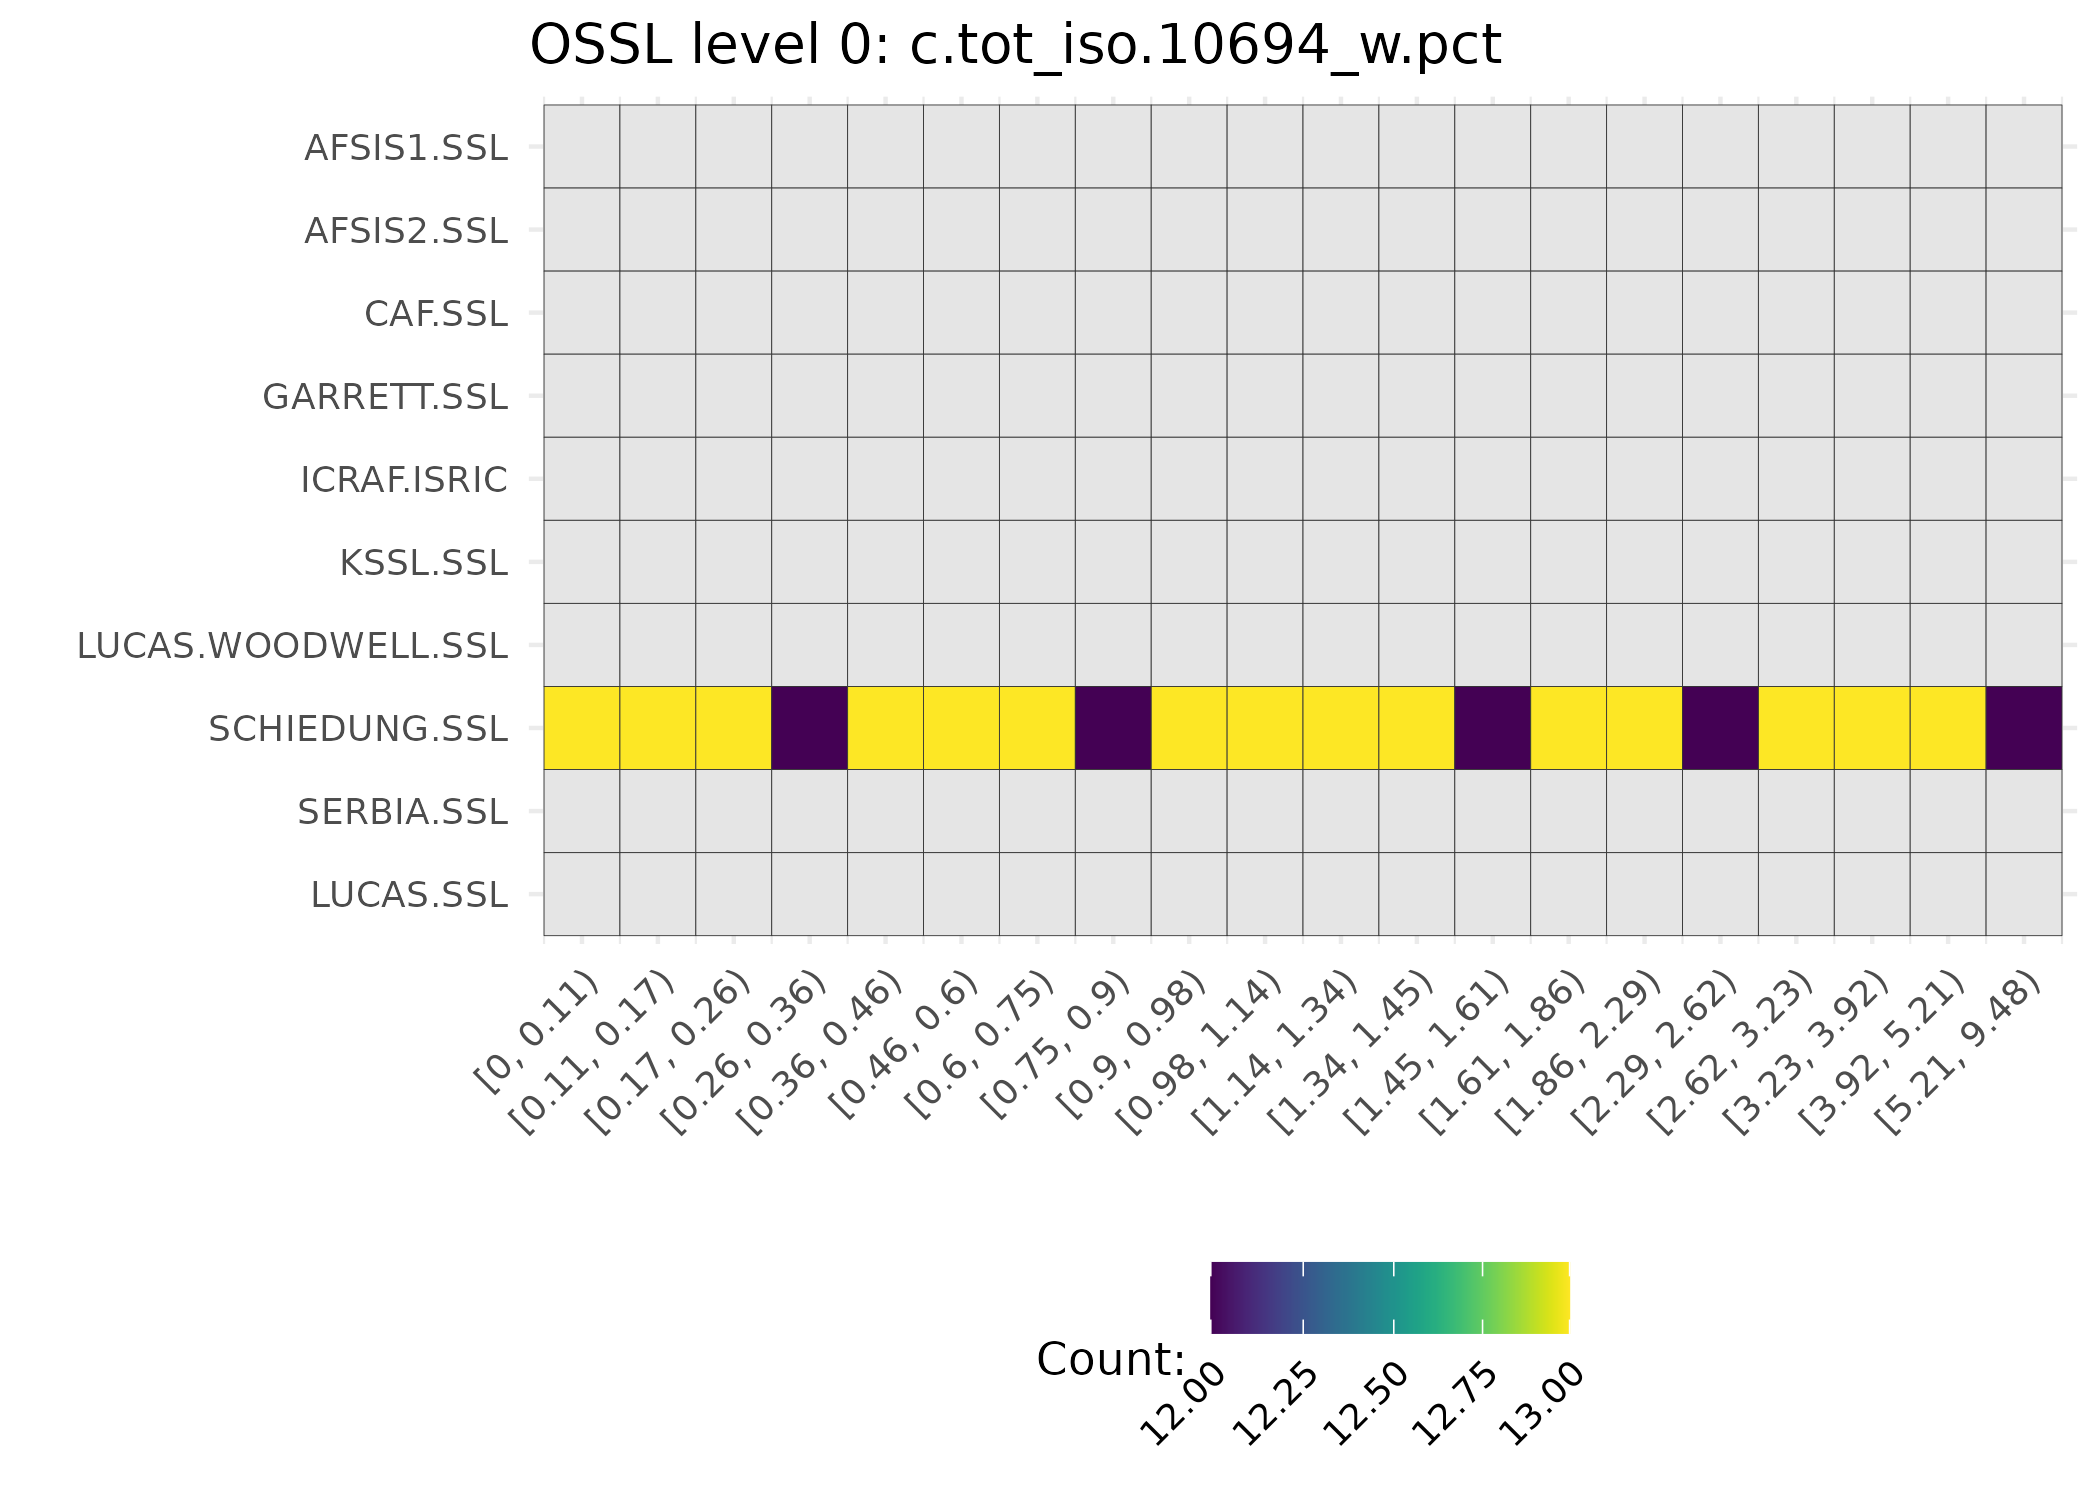 OSSL level 0: c.tot_iso.10694_w.pct
AFSIS1.SSL
AFSIS2.SSL
CAF.SSL
GARRETT.SSL
ICRAF.ISRIC
KSSL.SSL
LUCAS.WOODWELL.SSL
SCHIEDUNG.SSL
SERBIA.SSL
LUCAS.SSL
[0, 0.11)
[0.11, 0.17)
[0.17, 0.26)
[0.26, 0.36)
[0.36, 0.46)
[0.46, 0.6)
[0.6, 0.75)
[0.75, 0.9)
[0.9, 0.98)
[0.98, 1.14)
[1.14, 1.34)
[1.34, 1.45)
[1.45, 1.61)
[1.61, 1.86)
[1.86, 2.29)
[2.29, 2.62)
[2.62, 3.23)
[3.23, 3.92)
[3.92, 5.21)
[5.21, 9.48)
Count:
12.00
12.25
12.50
12.75
13.00